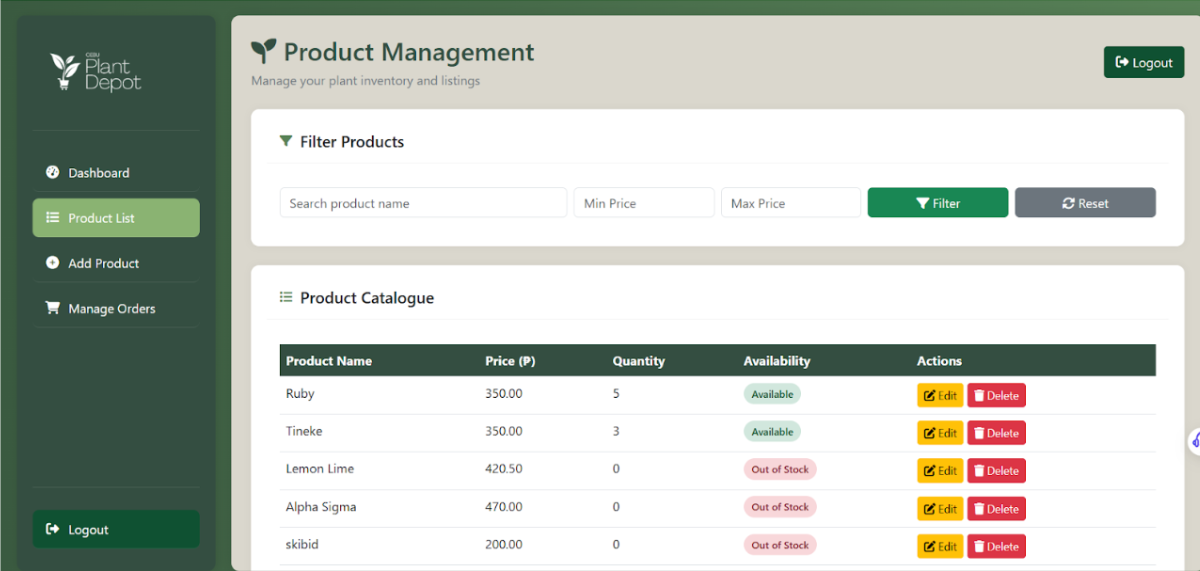 CEBU
Plant
Depot
Dashboard
Product List
Add Product
Manage Orders
Logout
Product Management
Manage your plant inventory and listings
Logout
Filter Products
Search product name Min Price Max Price Filter Reset
Product Catalogue
Product Name Price (₱) Quantity Availability Actions
Ruby 350.00 5 Available Edit Delete
Tineke 350.00 3 Available Edit Delete
Lemon Lime 420.50 0 Out of Stock Edit Delete
Alpha Sigma 470.00 0 Out of Stock Edit Delete
skibid 200.00 0 Out of Stock Edit Delete